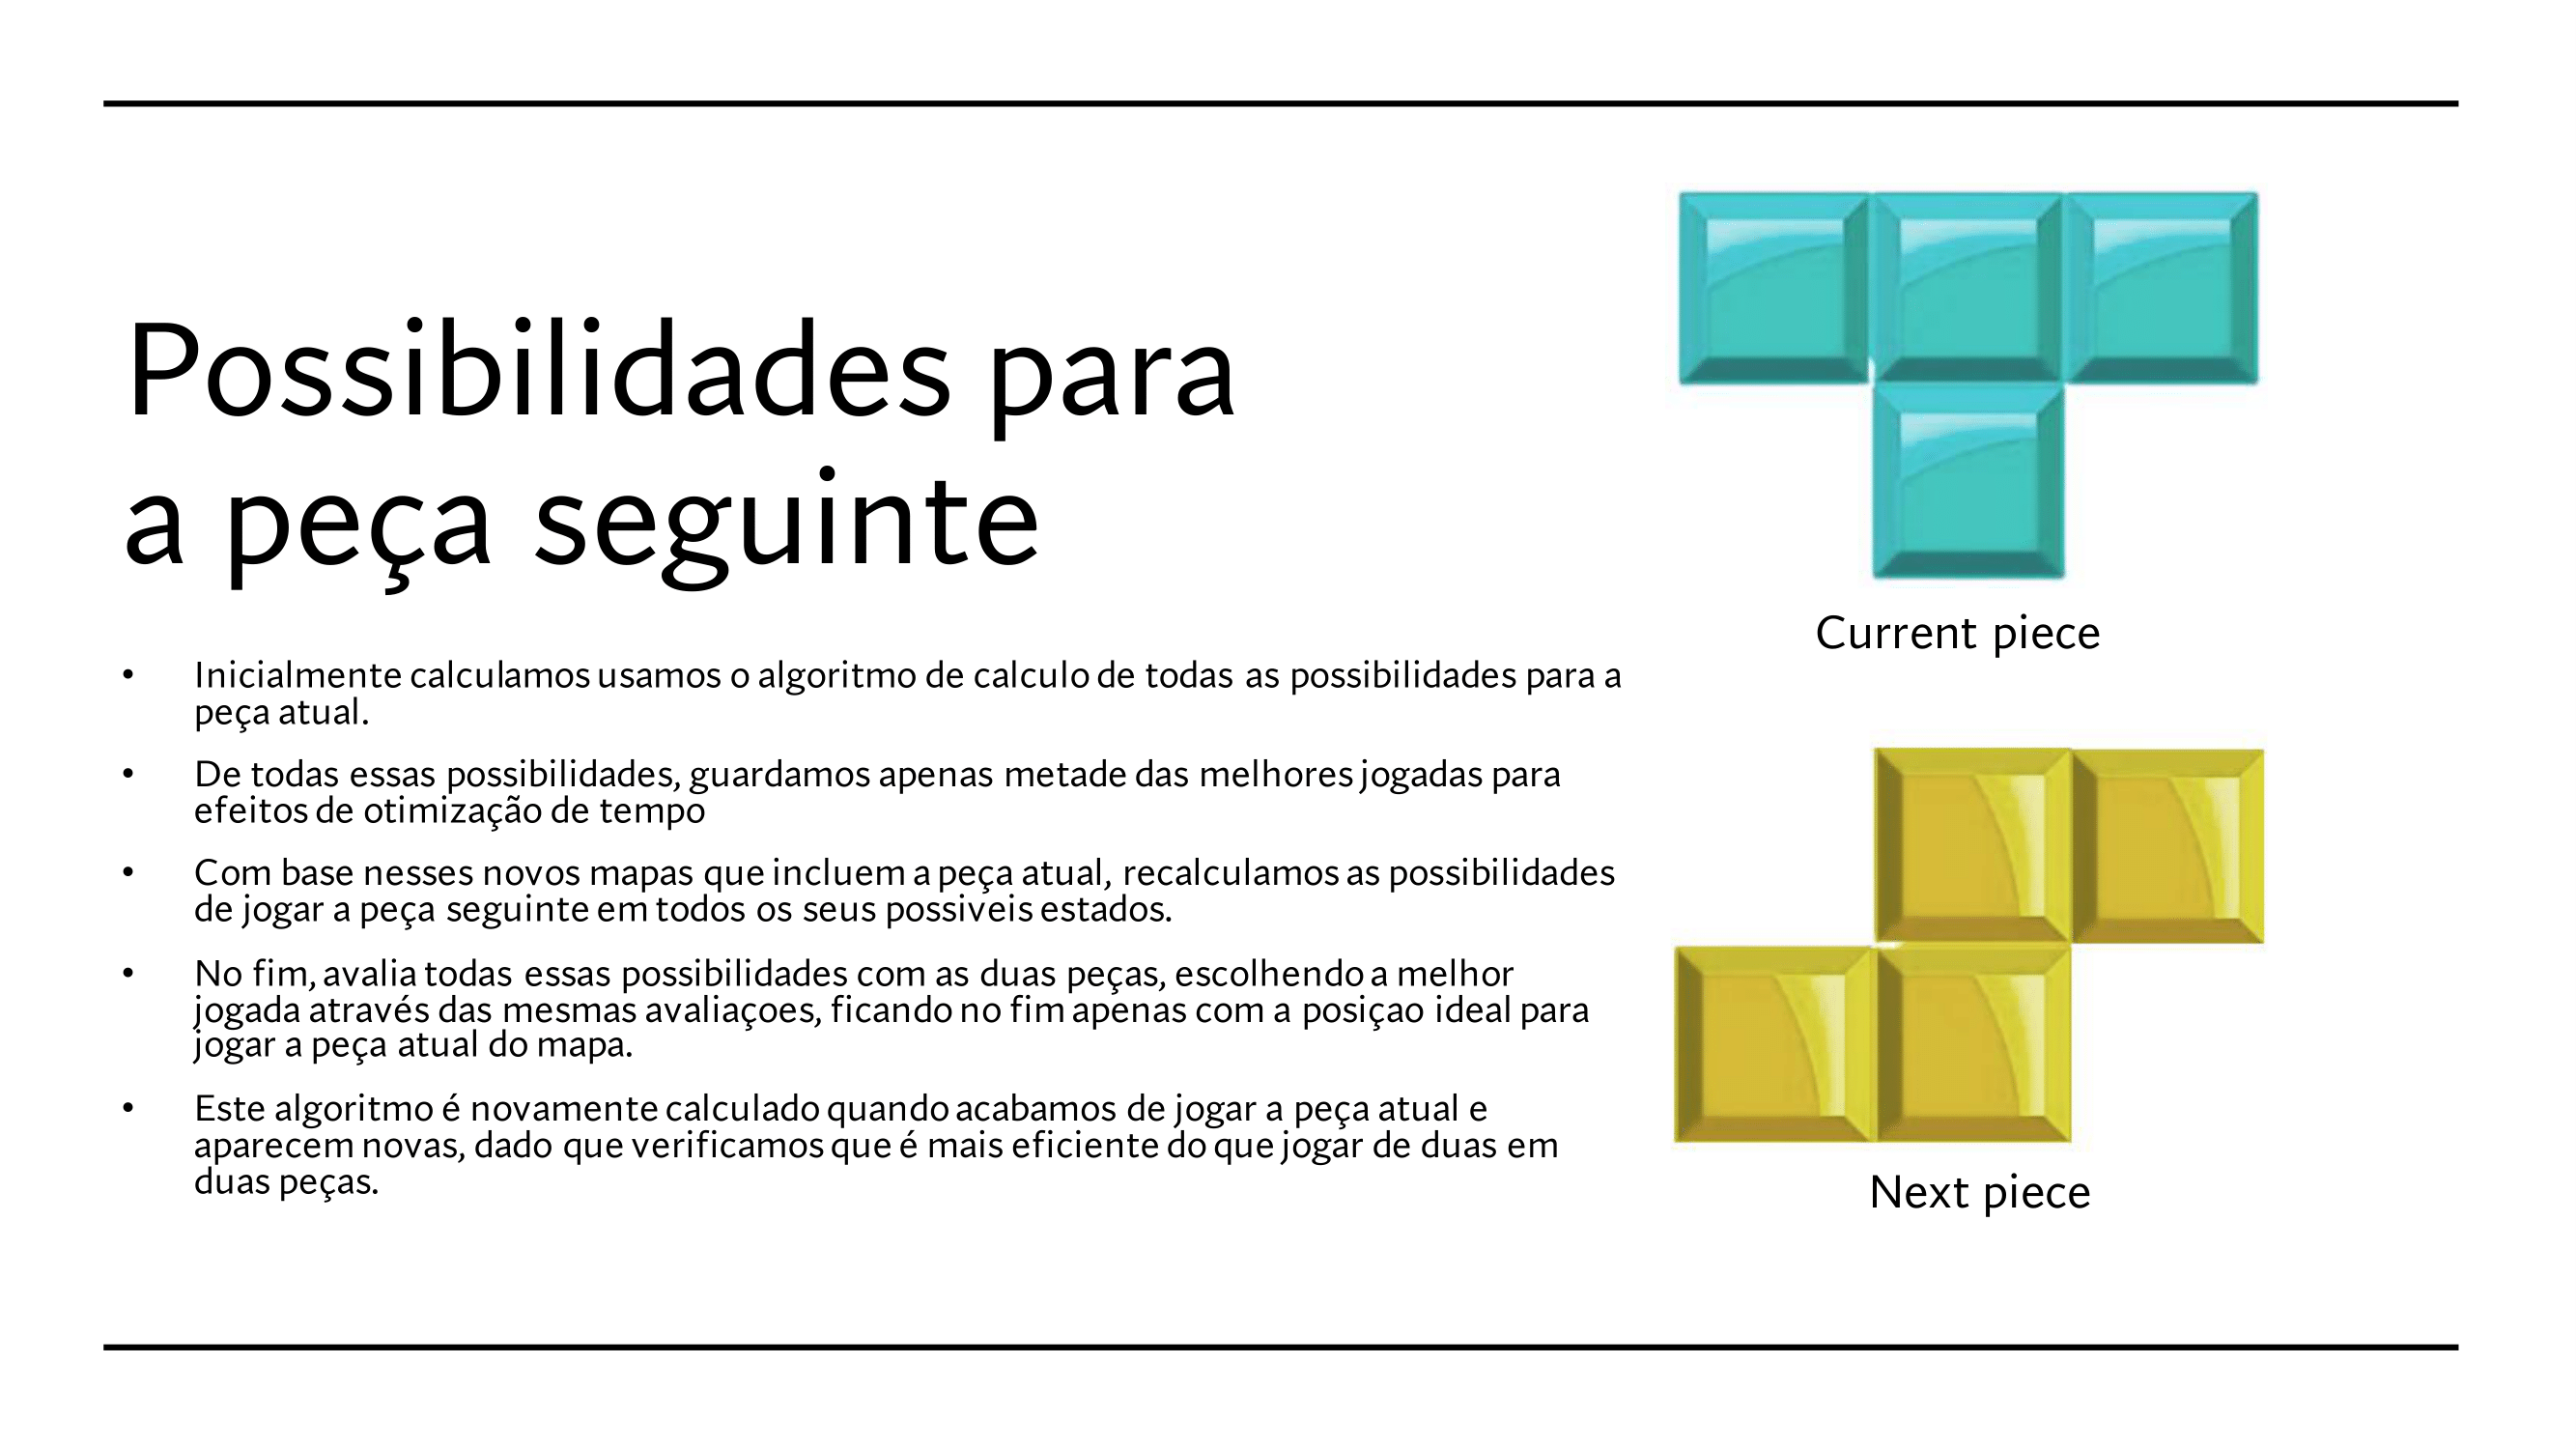 Possibilidades para
a peça seguinte
• Inicialmente calculamos usamos o algoritmo de calculo de todas as possibilidades para a
peça atual.
• De todas essas possibilidades, guardamos apenas metade das melhores jogadas para
efeitos de otimização de tempo
• Com base nesses novos mapas que incluem a peça atual, recalculamos as possibilidades
de jogar a peça seguinte em todos os seus possiveis estados.
• No fim, avalia todas essas possibilidades com as duas peças, escolhendo a melhor
jogada através das mesmas avaliaçoes, ficando no fim apenas com a posiçao ideal para
jogar a peça atual do mapa.
• Este algoritmo é novamente calculado quando acabamos de jogar a peça atual e
aparecem novas, dado que verificamos que é mais eficiente do que jogar de duas em
duas peças.
Current piece
Next piece